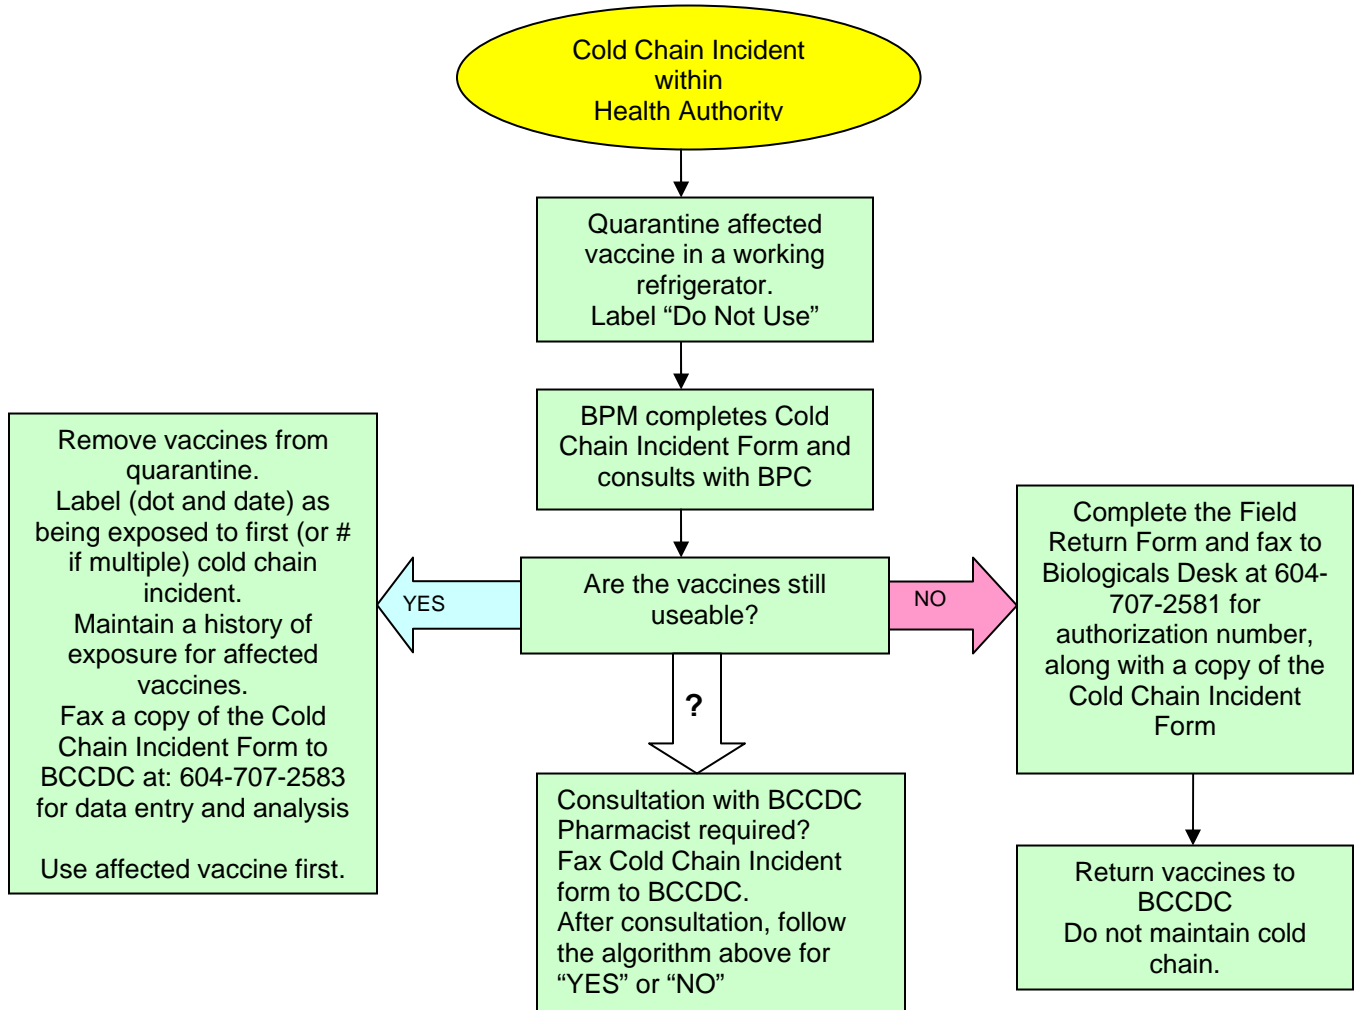 Cold Chain Incident
within
Health Authority
Quarantine affected
vaccine in a working
refrigerator.
Label “Do Not Use”
BPM completes Cold
Chain Incident Form and
consults with BPC
Are the vaccines still
useable?
YES
Remove vaccines from
quarantine.
Label (dot and date) as
being exposed to first (or #
if multiple) cold chain
incident.
Maintain a history of
exposure for affected
vaccines.
Fax a copy of the Cold
Chain Incident Form to
BCCDC at: 604-707-2583
for data entry and analysis
Use affected vaccine first.
NO
Complete the Field
Return Form and fax to
Biologicals Desk at 604-
707-2581 for
authorization number,
along with a copy of the
Cold Chain Incident
Form
Return vaccines to
BCCDC
Do not maintain cold
chain.
?
Consultation with BCCDC
Pharmacist required?
Fax Cold Chain Incident
form to BCCDC.
After consultation, follow
the algorithm above for
“YES” or “NO”